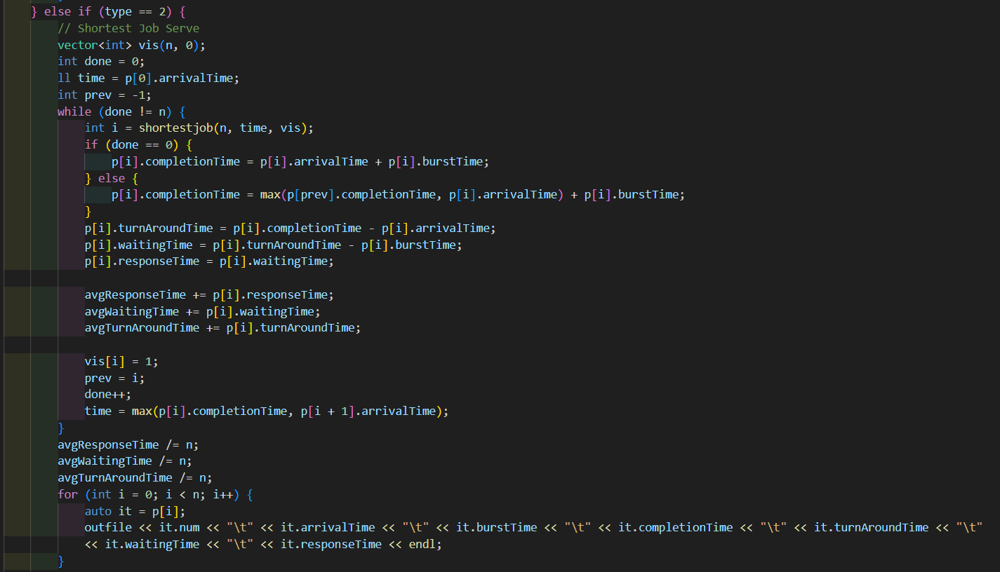 } else if (type == 2) {
// Shortest Job Serve
vector<int> vis(n, 0);
int done = 0;
ll time = p[0].arrivalTime;
int prev = -1;
while (done != n) {
int i = shortestjob(n, time, vis);
if (done == 0) {
p[i].completionTime = p[i].arrivalTime + p[i].burstTime;
} else {
p[i].completionTime = max(p[prev].completionTime, p[i].arrivalTime) + p[i].burstTime;
}
p[i].turnAroundTime = p[i].completionTime - p[i].arrivalTime;
p[i].waitingTime = p[i].turnAroundTime - p[i].burstTime;
p[i].responseTime = p[i].waitingTime;
avgResponseTime += p[i].responseTime;
avgWaitingTime += p[i].waitingTime;
avgTurnAroundTime += p[i].turnAroundTime;
vis[i] = 1;
prev = i;
done++;
time = max(p[i].completionTime, p[i + 1].arrivalTime);
}
avgResponseTime /= n;
avgWaitingTime /= n;
avgTurnAroundTime /= n;
for (int i = 0; i < n; i++) {
auto it = p[i];
outfile << it.num << "\t" << it.arrivalTime << "\t" << it.burstTime << "\t" << it.completionTime << "\t" << it.turnAroundTime << "\t"
<< it.waitingTime << "\t" << it.responseTime << endl;
}